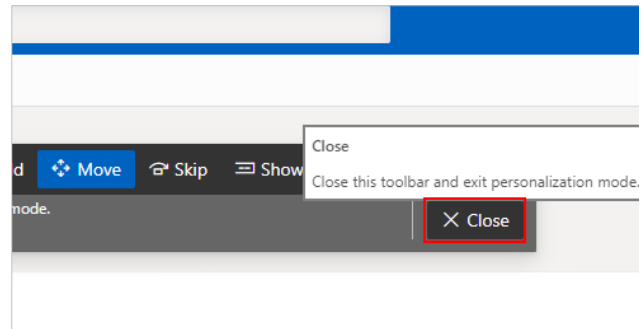 Close
Close this toolbar and exit personalization mode.
d Move Skip Show
mode.
Close